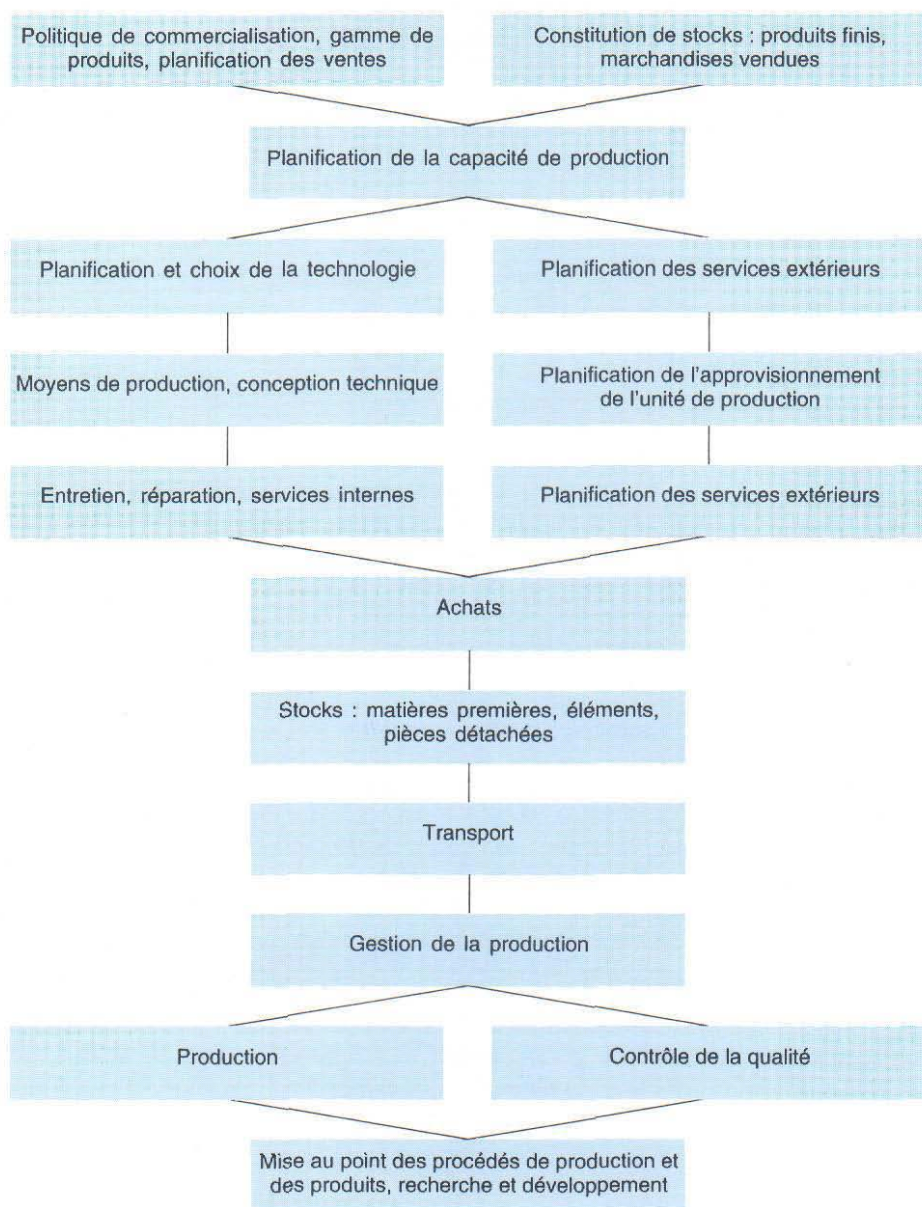 Politique de commercialisation, gamme de
produits, planification des ventes
Constitution de stocks : produits finis,
marchandises vendues
Planification de la capacité de production
Planification et choix de la technologie
Planification des services extérieurs
Moyens de production, conception technique
Planification de l'approvisionnement
de l'unité de production
Entretien, réparation, services internes
Planification des services extérieurs
Achats
Stocks : matières premières, éléments,
pièces détachées
Transport
Gestion de la production
Production
Contrôle de la qualité
Mise au point des procédés de production et
des produits, recherche et développement